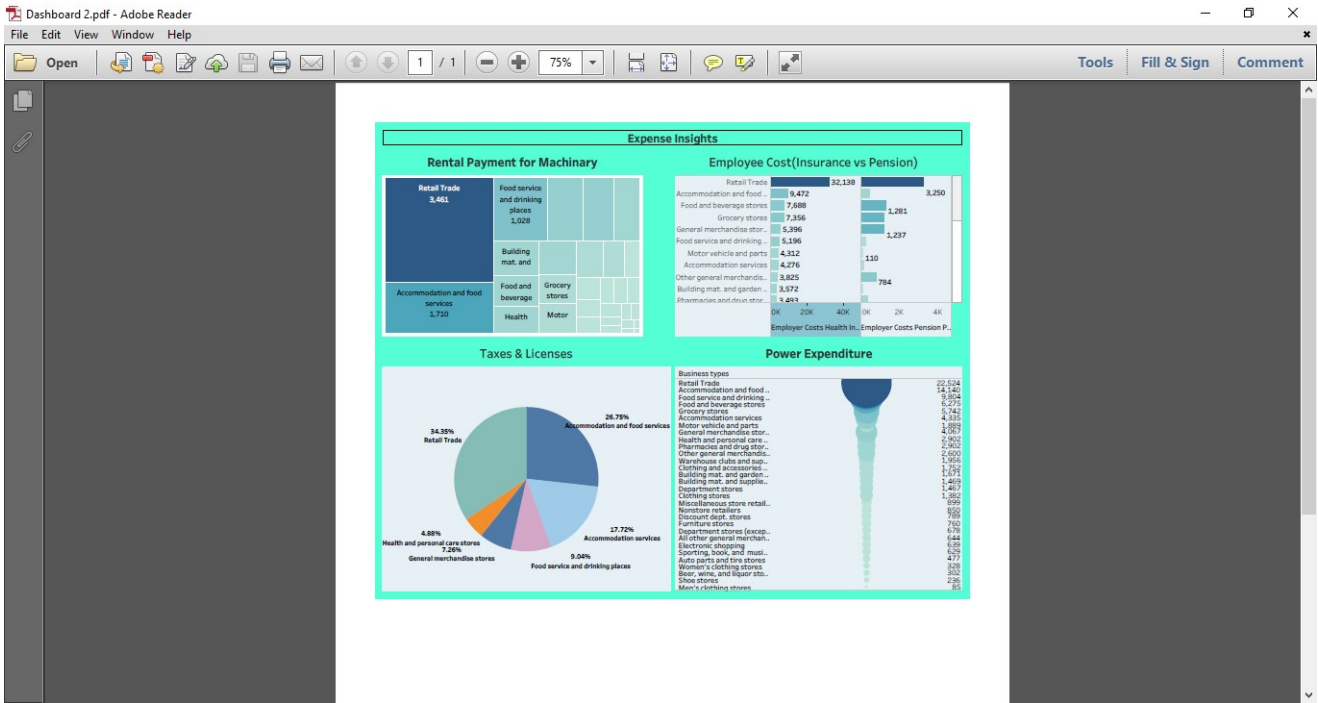 Dashboard 2.pdf - Adobe Reader
File Edit View Window Help
Open 1 / 1 75% Tools Fill & Sign Comment
Expense Insights
Rental Payment for Machinary
Retail Trade
3,461
Accommodation and food
services
1,710
Food service
and drinking
places
1,028
Building
mat. and
Food and
beverage
Health
Grocery
stores
Motor
Employee Cost(Insurance vs Pension)
Retail Trade 32,138 3,250
Accommodation and food .. 9,472
Food and beverage stores 7,688 1,281
Grocery stores 7,356
General merchandise stor.. 5,396 1,237
Food service and drinking .. 5,196
Motor vehicle and parts 4,312 110
Accommodation services 4,276
Other general merchandis.. 3,825 784
Building mat. and garden .. 3,572
Pharmacies and drug stor.. 3,493
0K 20K 40K 0K 2K 4K
Employer Costs Health In.. Employer Costs Pension P..
Taxes & Licenses
34.35%
Retail Trade
26.75%
Accommodation and food services
17.72%
Accommodation services
9.04%
Food service and drinking places
4.88%
Health and personal care stores
7.26%
General merchandise stores
Power Expenditure
Business types
Retail Trade 22,524
Accommodation and food .. 14,140
Food service and drinking .. 9,804
Food and beverage stores 6,275
Grocery stores 5,742
Accommodation services 4,335
Motor vehicle and parts 1,889
General merchandise stor.. 4,067
Health and personal care .. 2,902
Pharmacies and drug stor.. 2,902
Other general merchandis.. 2,600
Warehouse clubs and sup.. 1,956
Clothing and accessories .. 1,752
Building mat. and garden .. 1,671
Building mat. and supplie.. 1,469
Department stores 1,467
Clothing stores 1,382
Miscellaneous store retail.. 899
Nonstore retailers 850
Discount dept. stores 789
Furniture stores 760
Department stores (excep.. 678
All other general merchan.. 644
Electronic shopping 639
Sporting, book, and musi.. 629
Auto parts and tire stores 477
Women's clothing stores 328
Beer, wine, and liquor sto.. 302
Shoe stores 236
Men's clothing stores 85